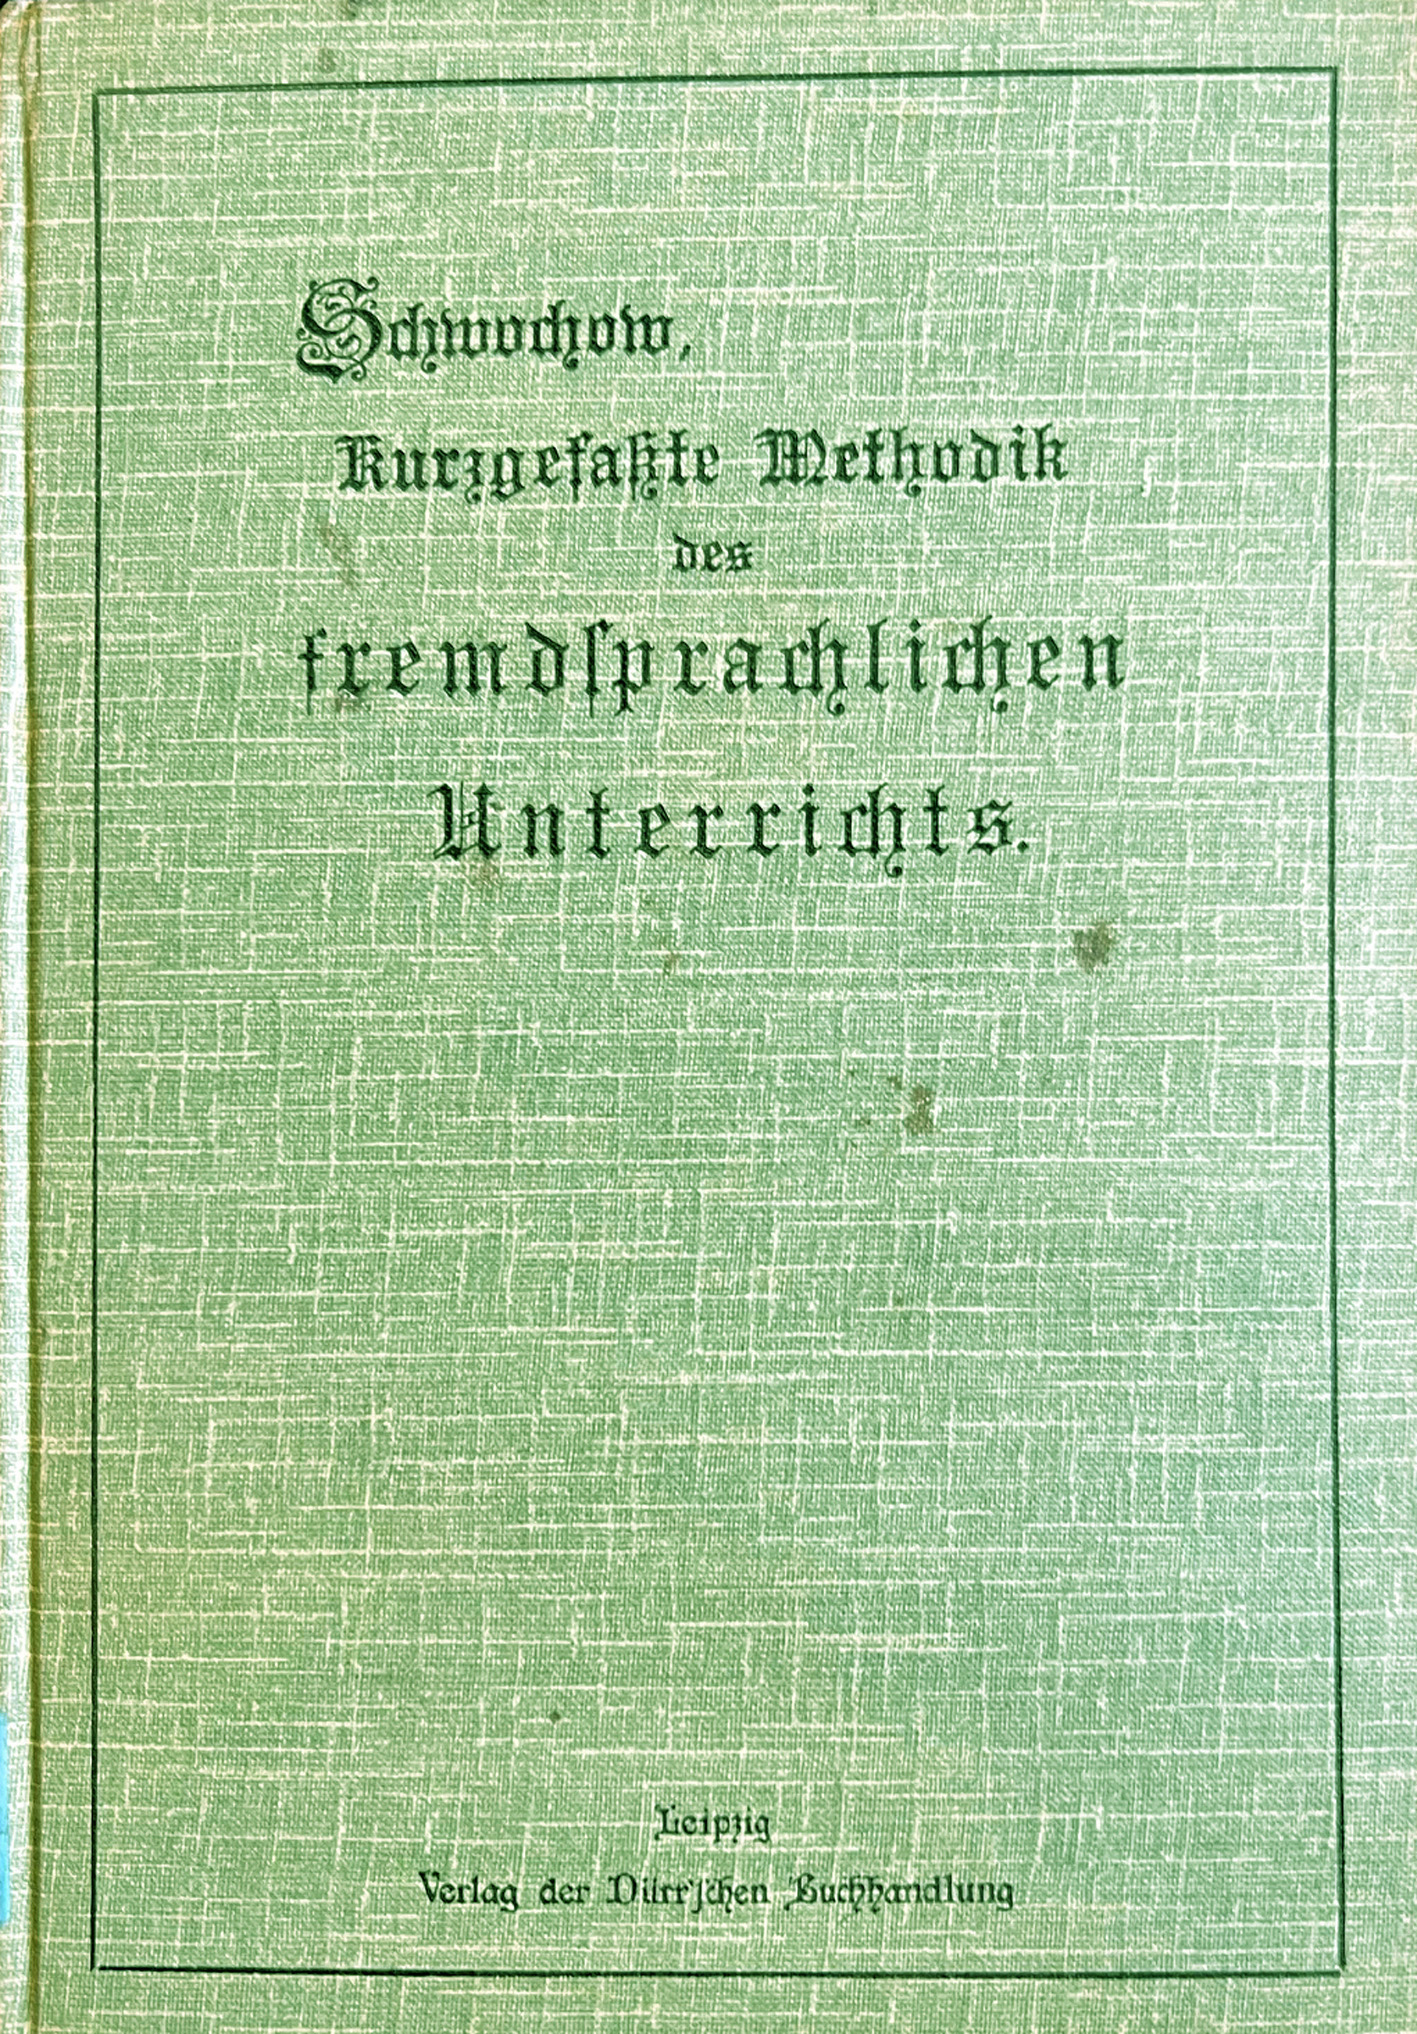 Schwochow,
Kurzgefaßte Methodik
des
fremdſprachlichen
Unterrichts.
Leipzig
Verlag der Dürr'ſchen Buchhandlung